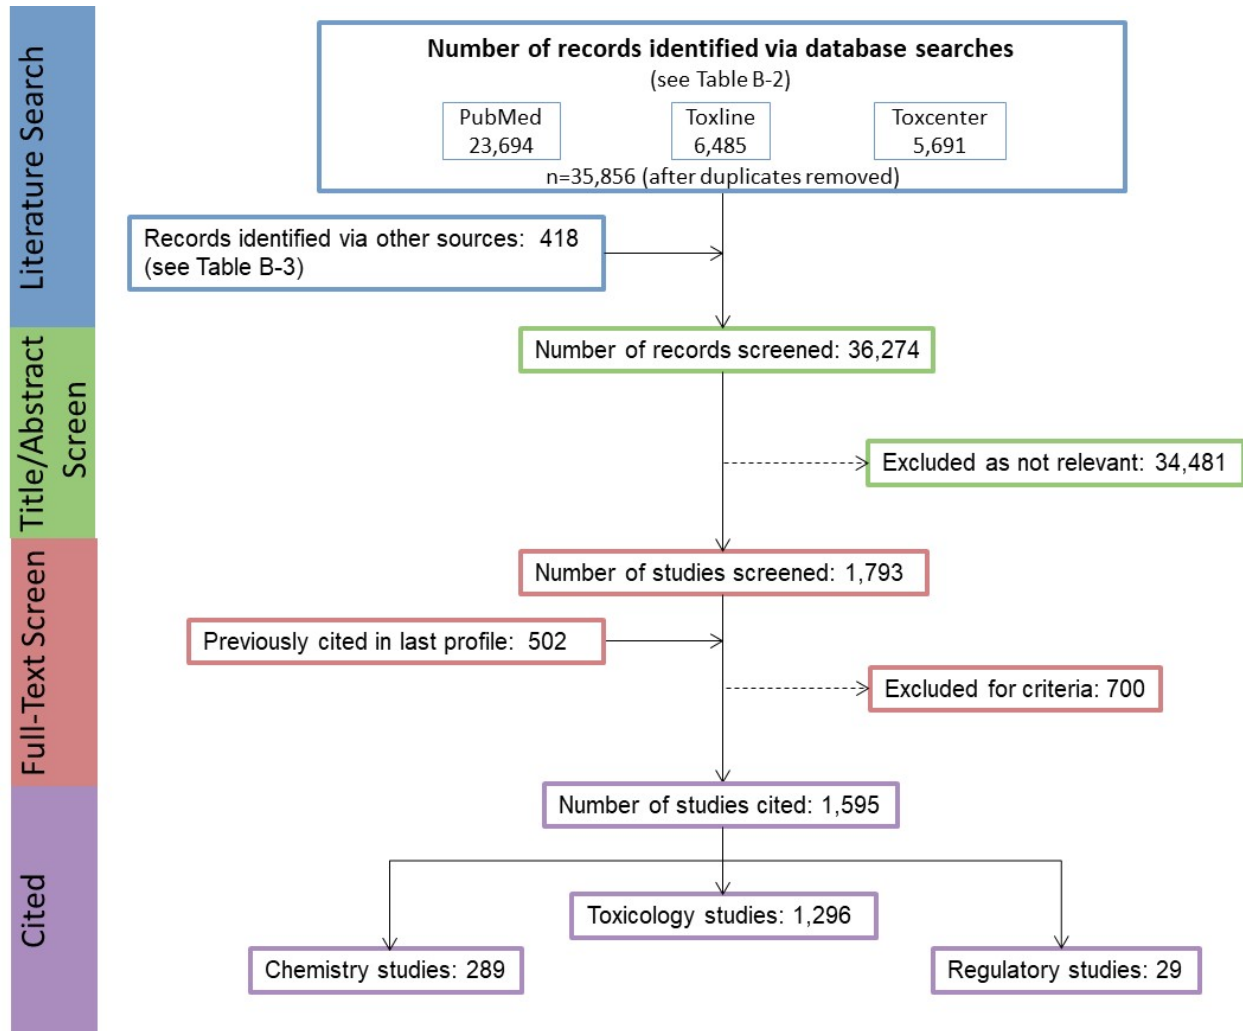 Literature Search
Number of records identified via database searches
(see Table B-2)
PubMed
23,694
Toxline
6,485
Toxcenter
5,691
n=35,856 (after duplicates removed)
Records identified via other sources: 418
(see Table B-3)
Title/Abstract
Screen
Number of records screened: 36,274
Excluded as not relevant: 34,481
Full-Text Screen
Number of studies screened: 1,793
Previously cited in last profile: 502
Excluded for criteria: 700
Cited
Number of studies cited: 1,595
Toxicology studies: 1,296
Chemistry studies: 289
Regulatory studies: 29